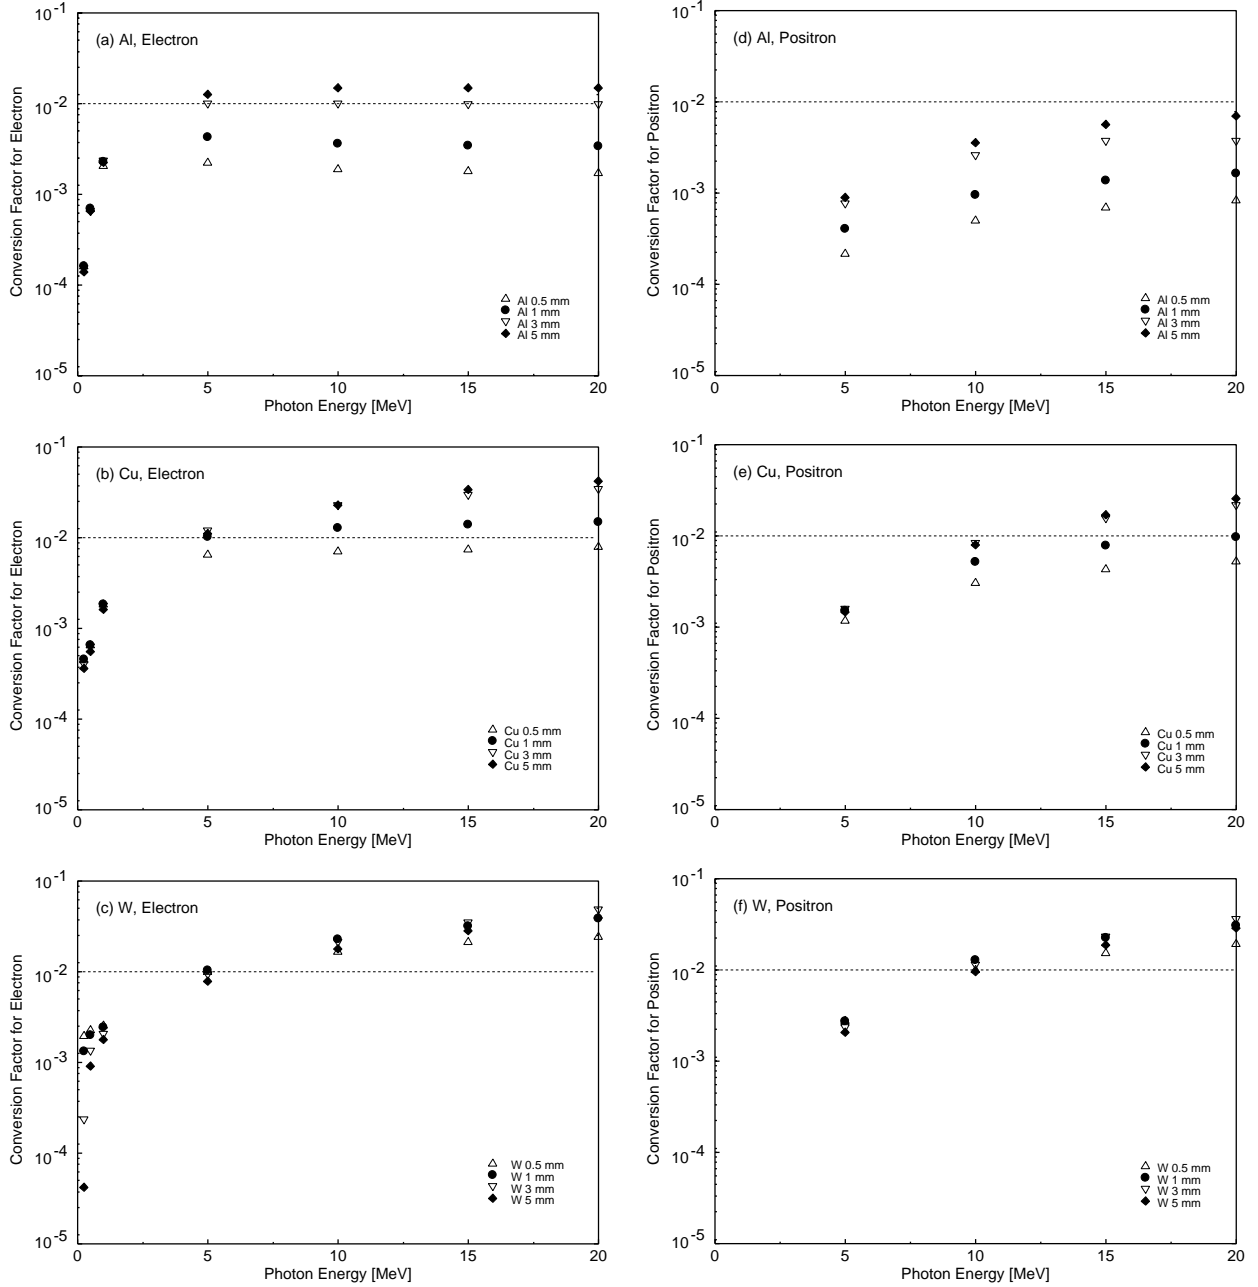 (a) Al, Electron
Conversion Factor for Electron
10-1
10-2
10-3
10-4
10-5
Al 0.5 mm
Al 1 mm
Al 3 mm
Al 5 mm
0 5 10 15 20
Photon Energy [MeV]
(d) Al, Positron
Conversion Factor for Positron
10-1
10-2
10-3
10-4
10-5
Al 0.5 mm
Al 1 mm
Al 3 mm
Al 5 mm
0 5 10 15 20
Photon Energy [MeV]
(b) Cu, Electron
Conversion Factor for Electron
10-1
10-2
10-3
10-4
10-5
Cu 0.5 mm
Cu 1 mm
Cu 3 mm
Cu 5 mm
0 5 10 15 20
Photon Energy [MeV]
(e) Cu, Positron
Conversion Factor for Positron
10-1
10-2
10-3
10-4
10-5
Cu 0.5 mm
Cu 1 mm
Cu 3 mm
Cu 5 mm
0 5 10 15 20
Photon Energy [MeV]
(c) W, Electron
Conversion Factor for Electron
10-1
10-2
10-3
10-4
10-5
W 0.5 mm
W 1 mm
W 3 mm
W 5 mm
0 5 10 15 20
Photon Energy [MeV]
(f) W, Positron
Conversion Factor for Positron
10-1
10-2
10-3
10-4
10-5
W 0.5 mm
W 1 mm
W 3 mm
W 5 mm
0 5 10 15 20
Photon Energy [MeV]